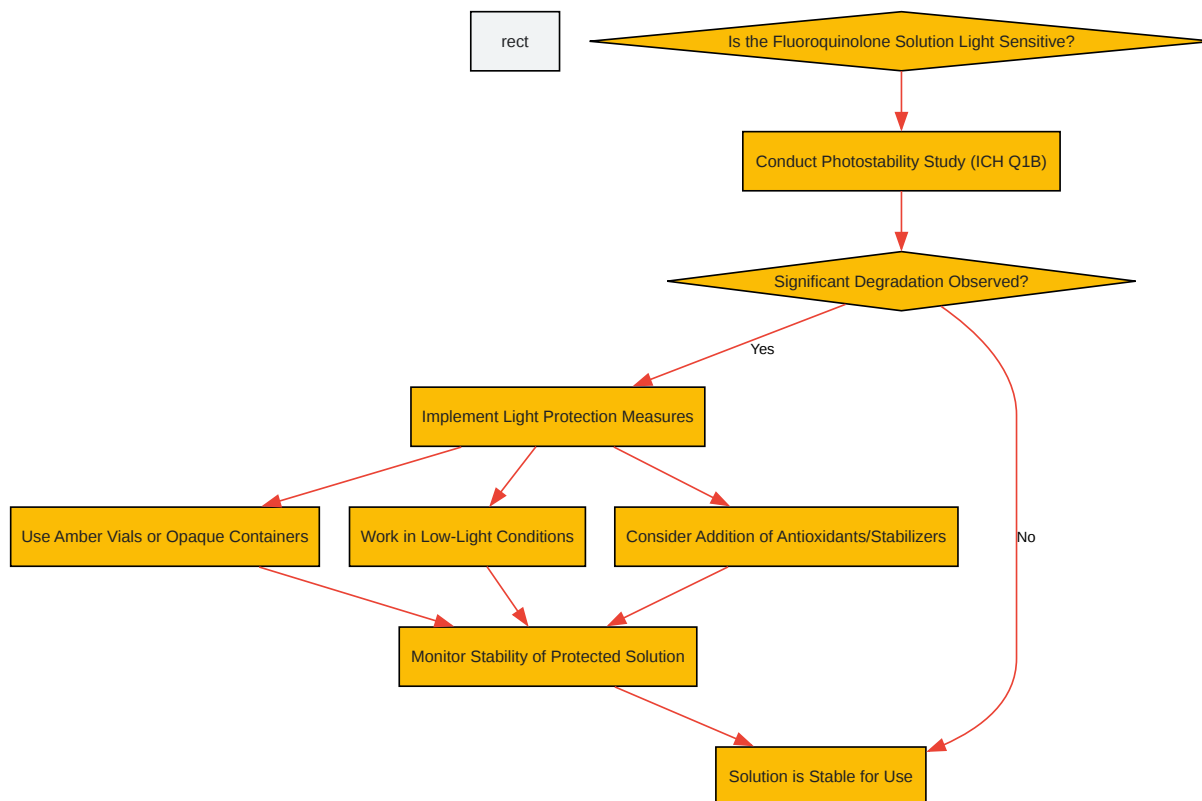 rect
Is the Fluoroquinolone Solution Light Sensitive?
Conduct Photostability Study (ICH Q1B)
Significant Degradation Observed?
Yes
Implement Light Protection Measures
Use Amber Vials or Opaque Containers
Work in Low-Light Conditions
Consider Addition of Antioxidants/Stabilizers
No
Monitor Stability of Protected Solution
Solution is Stable for Use